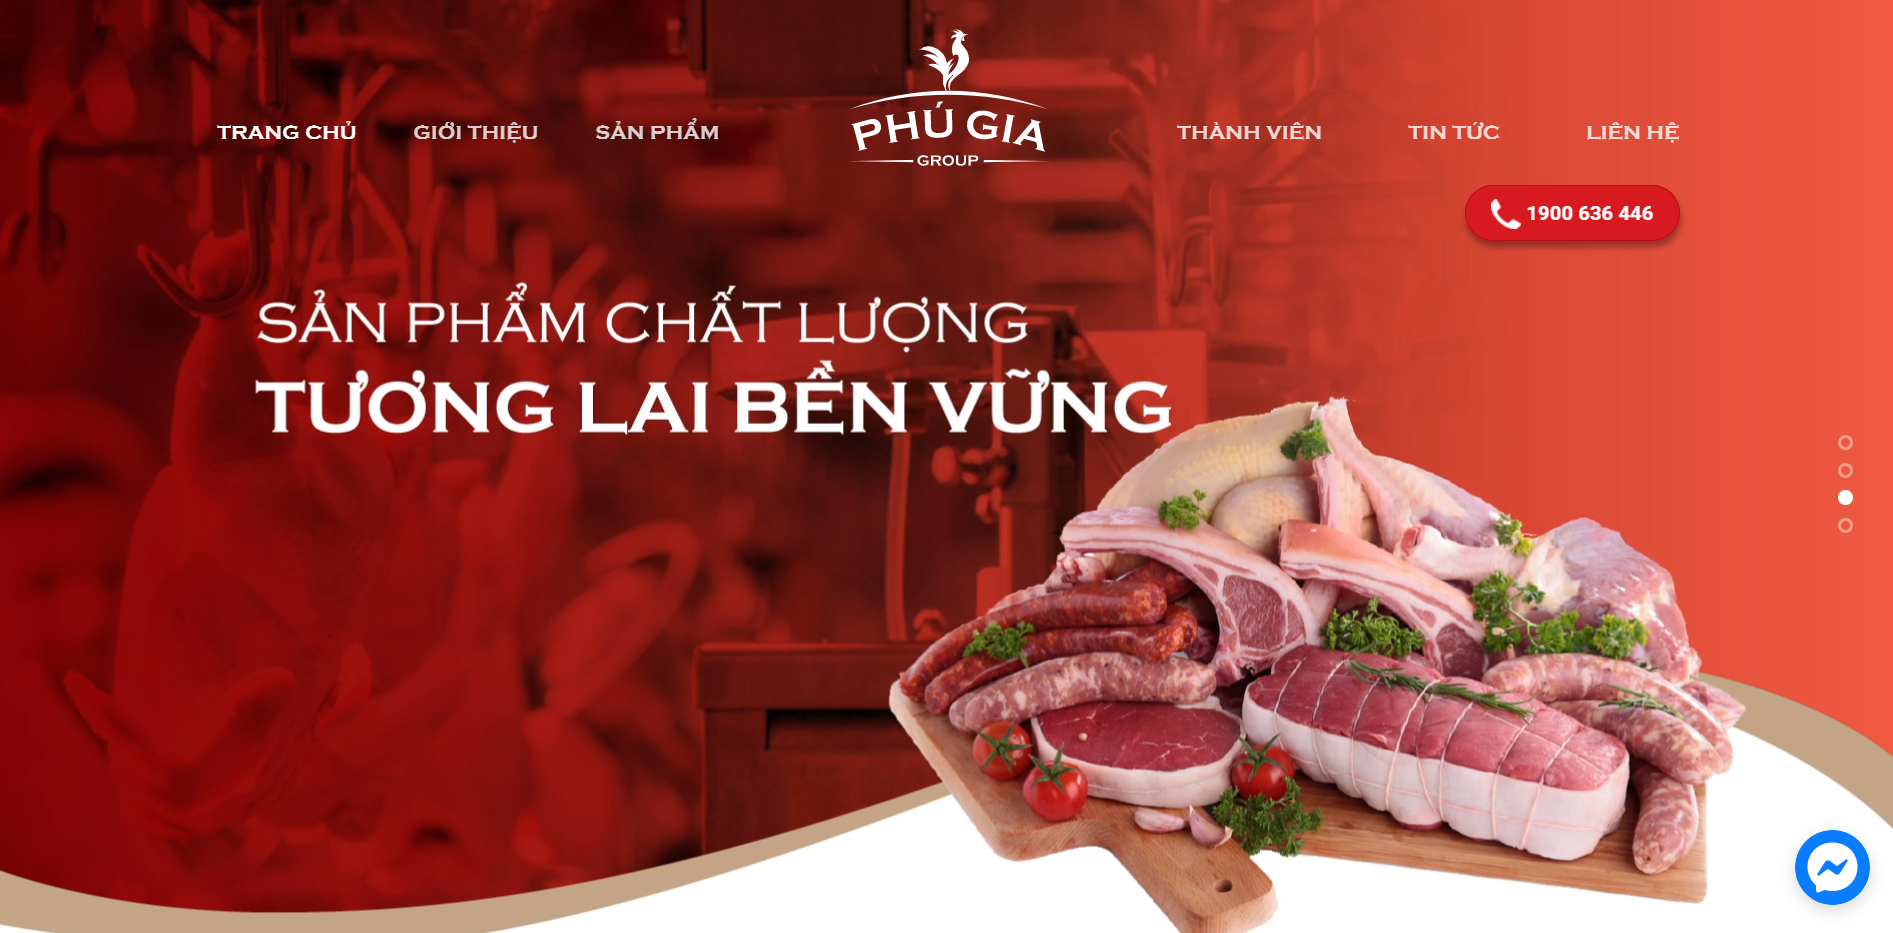 TRANG CHỦ
GIỚI THIỆU
SẢN PHẨM
PHÚ GIA
GROUP
THÀNH VIÊN
TIN TỨC
LIÊN HỆ
1900 636 446
SẢN PHẨM CHẤT LƯỢNG
TƯƠNG LAI BỀN VỮNG